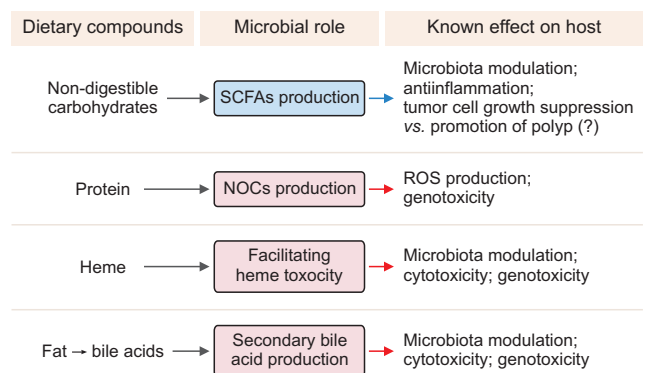 Dietary compounds
Microbial role
Known effect on host
Non-digestible
carbohydrates
SCFAs production
Microbiota modulation;
antiinflammation;
tumor cell growth suppression
vs. promotion of polyp (?)
Protein
NOCs production
ROS production;
genotoxicity
Heme
Facilitating
heme toxocity
Microbiota modulation;
cytotoxicity; genotoxicity
Fat → bile acids
Secondary bile
acid production
Microbiota modulation;
cytotoxicity; genotoxicity